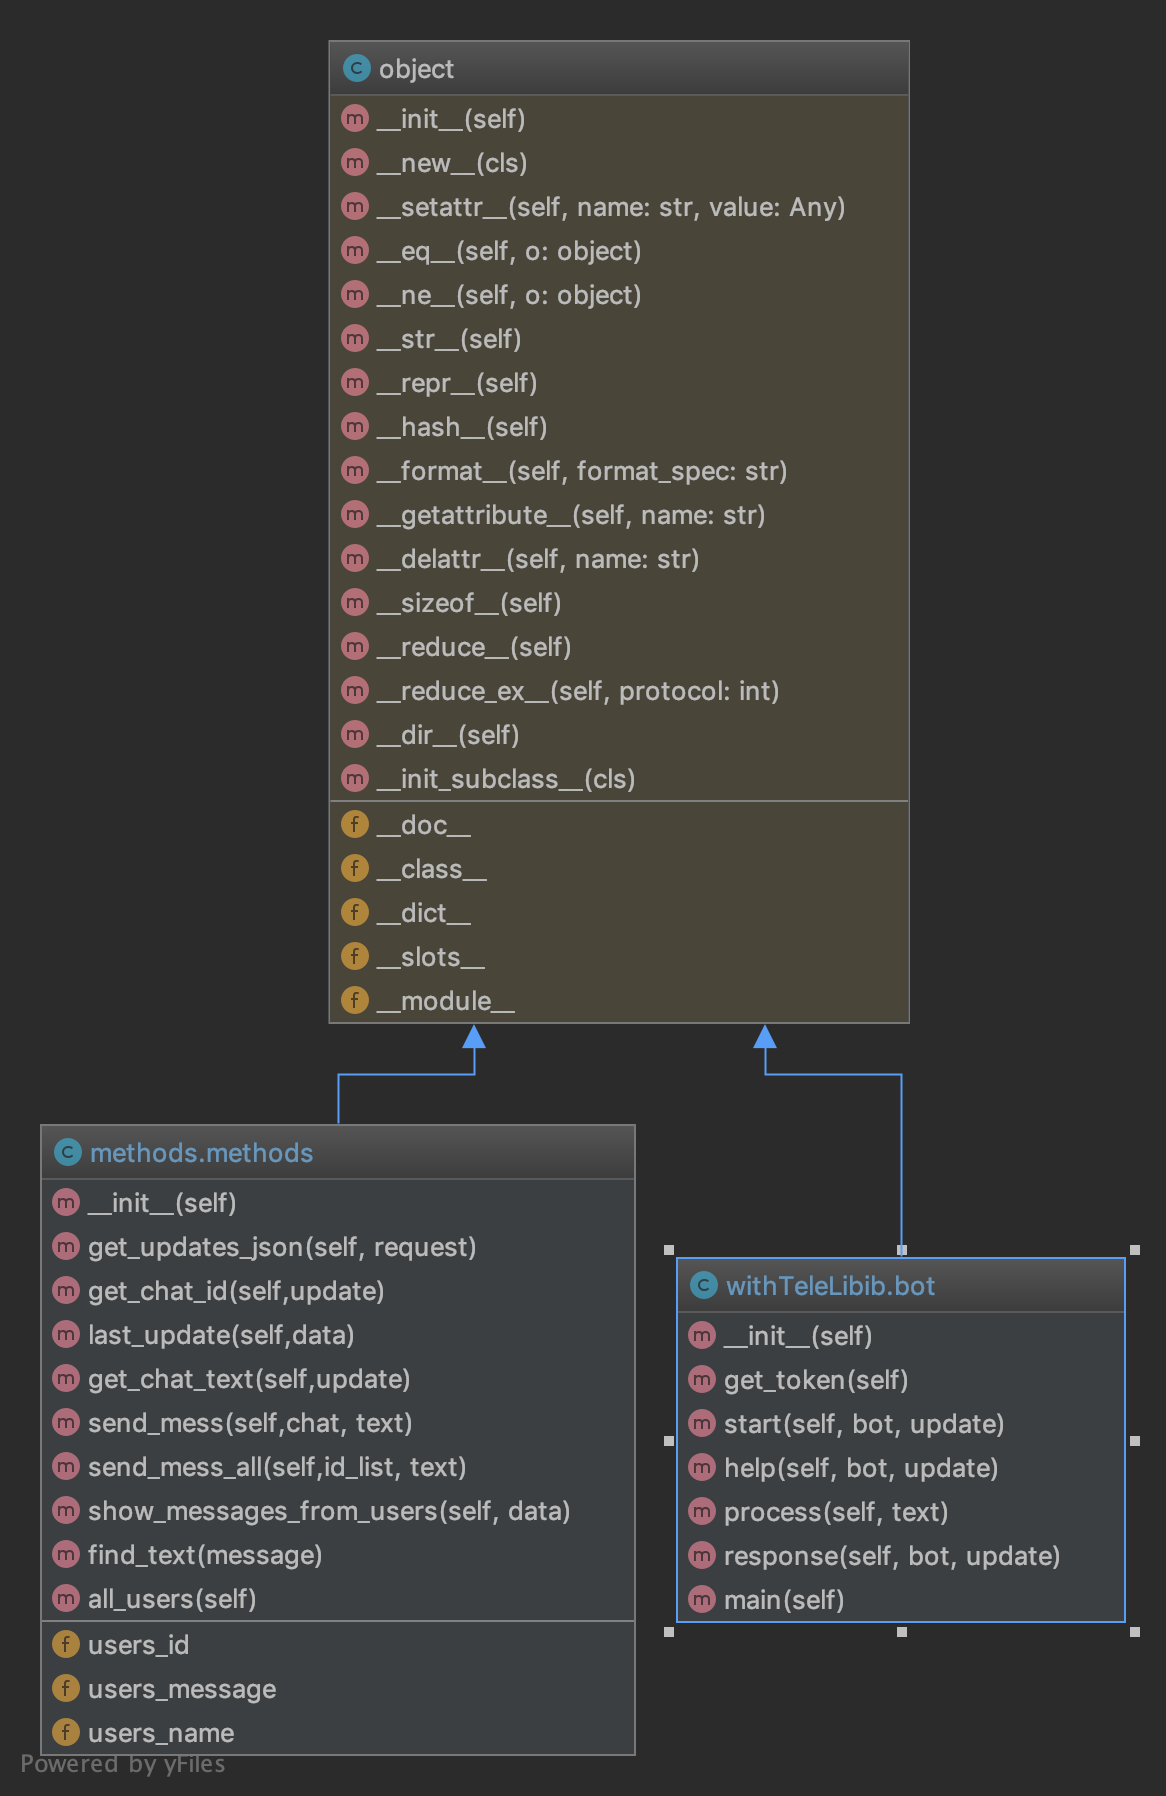 object
__init__(self)
__new__(cls)
__setattr__(self, name: str, value: Any)
__eq__(self, o: object)
__ne__(self, o: object)
__str__(self)
__repr__(self)
__hash__(self)
__format__(self, format_spec: str)
__getattribute__(self, name: str)
__delattr__(self, name: str)
__sizeof__(self)
__reduce__(self)
__reduce_ex__(self, protocol: int)
__dir__(self)
__init_subclass__(cls)
__doc__
__class__
__dict__
__slots__
__module__
methods.methods
__init__(self)
get_updates_json(self, request)
get_chat_id(self,update)
last_update(self,data)
get_chat_text(self,update)
send_mess(self,chat, text)
send_mess_all(self,id_list, text)
show_messages_from_users(self, data)
find_text(message)
all_users(self)
users_id
users_message
users_name
withTeleLibib.bot
__init__(self)
get_token(self)
start(self, bot, update)
help(self, bot, update)
process(self, text)
response(self, bot, update)
main(self)
Powered by yFiles